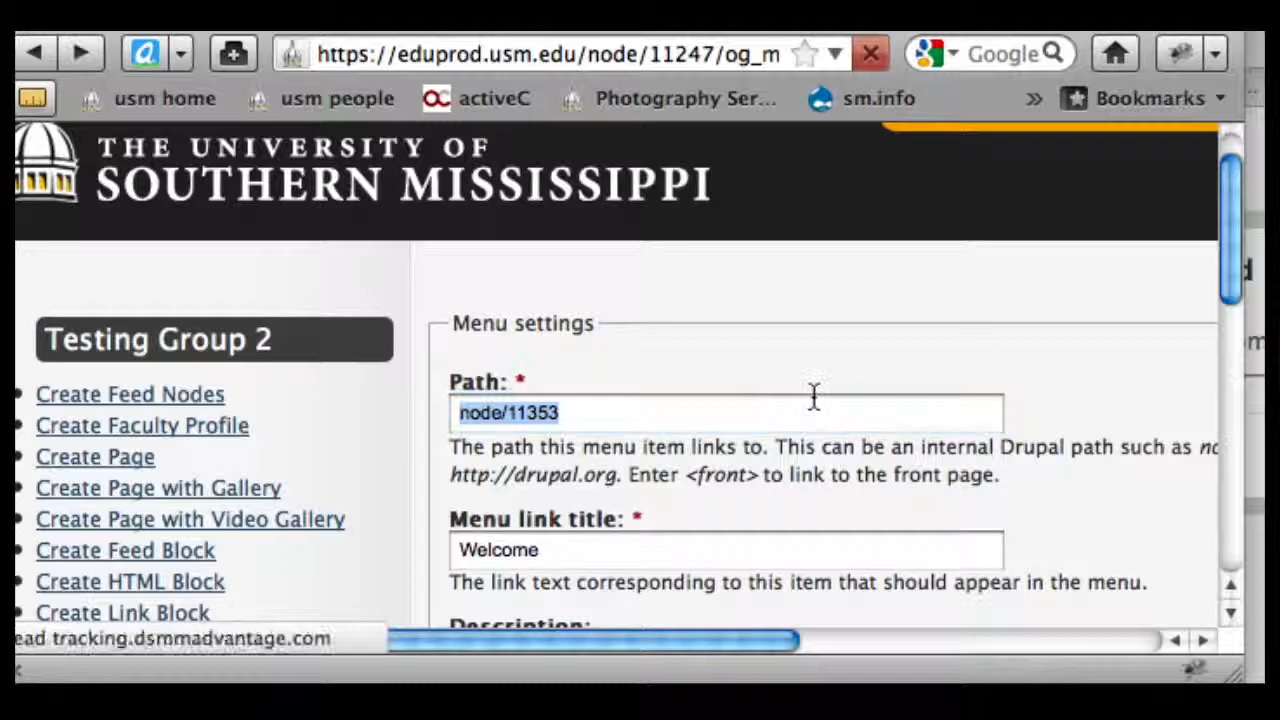 https://eduprod.usm.edu/node/11247/og_m
Google
usm home
usm people
activeC
Photography Ser...
sm.info
Bookmarks
THE UNIVERSITY OF
SOUTHERN MISSISSIPPI
Testing Group 2
Create Feed Nodes
Create Faculty Profile
Create Page
Create Page with Gallery
Create Page with Video Gallery
Create Feed Block
Create HTML Block
Create Link Block
Menu settings
Path: *
node/11353
The path this menu item links to. This can be an internal Drupal path such as
http://drupal.org. Enter <front> to link to the front page.
Menu link title: *
Welcome
The link text corresponding to this item that should appear in the menu.
Description:
ead tracking.dsmmadvantage.com